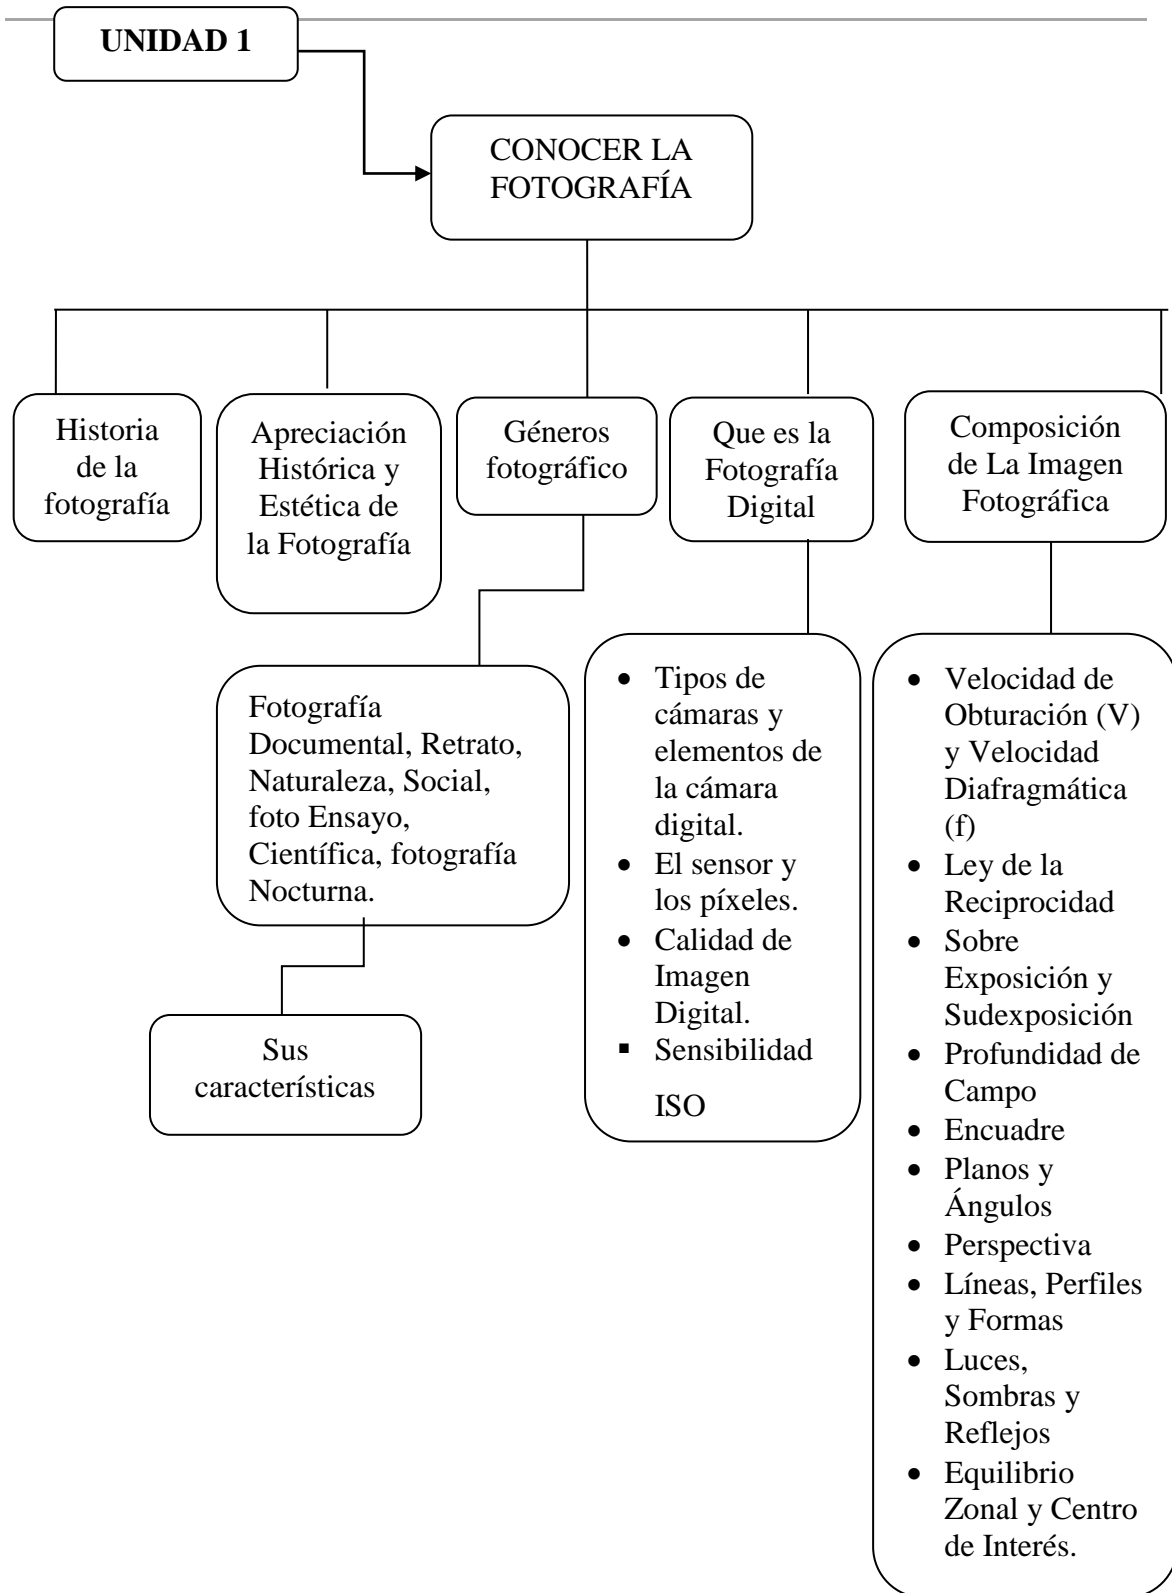 UNIDAD 1
CONOCER LA
FOTOGRAFÍA
Historia
de la
fotografía
Apreciación
Histórica y
Estética de
la Fotografía
Géneros
fotográfico
Que es la
Fotografía
Digital
Composición
de La Imagen
Fotográfica
Fotografía
Documental, Retrato,
Naturaleza, Social,
foto Ensayo,
Científica, fotografía
Nocturna.
Sus
características
• Tipos de
cámaras y
elementos de
la cámara
digital.
• El sensor y
los píxeles.
• Calidad de
Imagen
Digital.
▪ Sensibilidad
ISO
• Velocidad de
Obturación (V)
y Velocidad
Diafragmática
(f)
• Ley de la
Reciprocidad
• Sobre
Exposición y
Sudexposición
• Profundidad de
Campo
• Encuadre
• Planos y
Ángulos
• Perspectiva
• Líneas, Perfiles
y Formas
• Luces,
Sombras y
Reflejos
• Equilibrio
Zonal y Centro
de Interés.